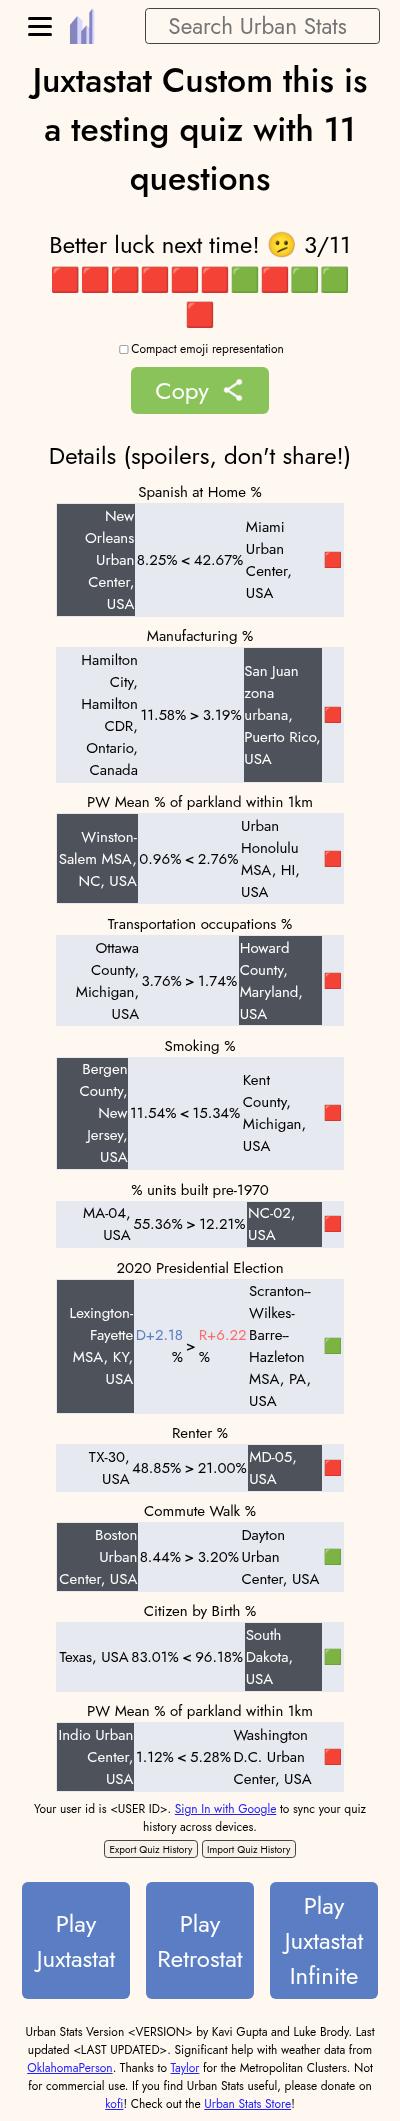 Search Urban Stats
Juxtastat Custom this is
a testing quiz with 11
questions
Better luck next time! 🫤 3/11
🟥🟥🟥🟥🟥🟥🟩🟥🟩🟩
🟥
Compact emoji representation
Copy
Details (spoilers, don't share!)
Spanish at Home %
New
Orleans
Urban
Center,
USA
8.25% < 42.67%
Miami
Urban
Center,
USA
🟥
Manufacturing %
Hamilton
City,
Hamilton
CDR,
Ontario,
Canada
11.58% > 3.19%
San Juan
zona
urbana,
Puerto Rico,
USA
🟥
PW Mean % of parkland within 1km
Winston-
Salem MSA,
NC, USA
0.96% < 2.76%
Urban
Honolulu
MSA, HI,
USA
🟥
Transportation occupations %
Ottawa
County,
Michigan,
USA
3.76% > 1.74%
Howard
County,
Maryland,
USA
🟥
Smoking %
Bergen
County,
New
Jersey,
USA
11.54% < 15.34%
Kent
County,
Michigan,
USA
🟥
% units built pre-1970
MA-04,
USA
55.36% > 12.21%
NC-02,
USA
🟥
2020 Presidential Election
Lexington-
Fayette
MSA, KY,
USA
D+2.18
%
>
R+6.22
%
Scranton–
Wilkes-
Barre–
Hazleton
MSA, PA,
USA
🟩
Renter %
TX-30,
USA
48.85% > 21.00%
MD-05,
USA
🟥
Commute Walk %
Boston
Urban
Center, USA
8.44% > 3.20%
Dayton
Urban
Center, USA
🟩
Citizen by Birth %
Texas, USA
83.01% < 96.18%
South
Dakota,
USA
🟩
PW Mean % of parkland within 1km
Indio Urban
Center,
USA
1.12% < 5.28%
Washington
D.C. Urban
Center, USA
🟥
Your user id is <USER ID>. Sign In with Google to sync your quiz
history across devices.
Export Quiz History Import Quiz History
Play
Juxtastat
Play
Retrostat
Play
Juxtastat
Infinite
Urban Stats Version <VERSION> by Kavi Gupta and Luke Brody. Last
updated <LAST UPDATED>. Significant help with weather data from
OklahomaPerson. Thanks to Taylor for the Metropolitan Clusters. Not
for commercial use. If you find Urban Stats useful, please donate on
kofi! Check out the Urban Stats Store!